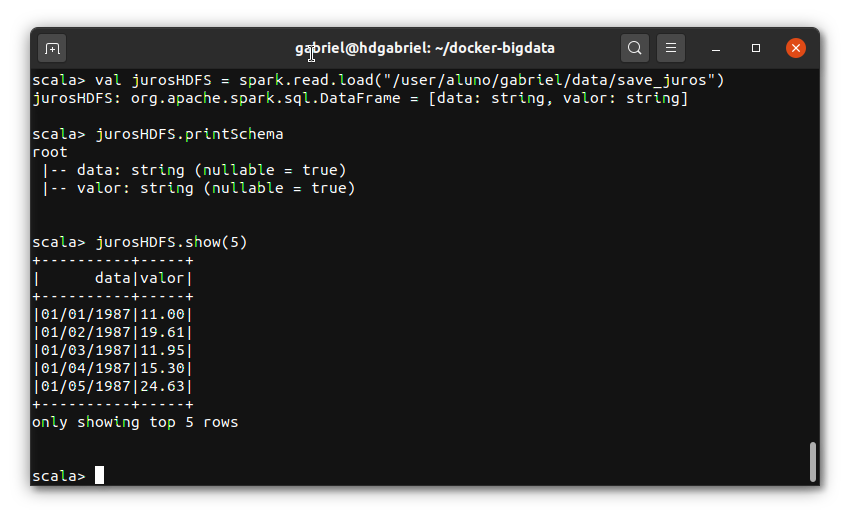 gabriel@hdgabriel: ~/docker-bigdata
scala> val jurosHDFS = spark.read.load("/user/aluno/gabriel/data/save_juros")
jurosHDFS: org.apache.spark.sql.DataFrame = [data: string, valor: string]
scala> jurosHDFS.printSchema
root
 |-- data: string (nullable = true)
 |-- valor: string (nullable = true)
scala> jurosHDFS.show(5)
+----------+-----+
|      data|valor|
+----------+-----+
|01/01/1987|11.00|
|01/02/1987|19.61|
|01/03/1987|11.95|
|01/04/1987|15.30|
|01/05/1987|24.63|
+----------+-----+
only showing top 5 rows
scala>